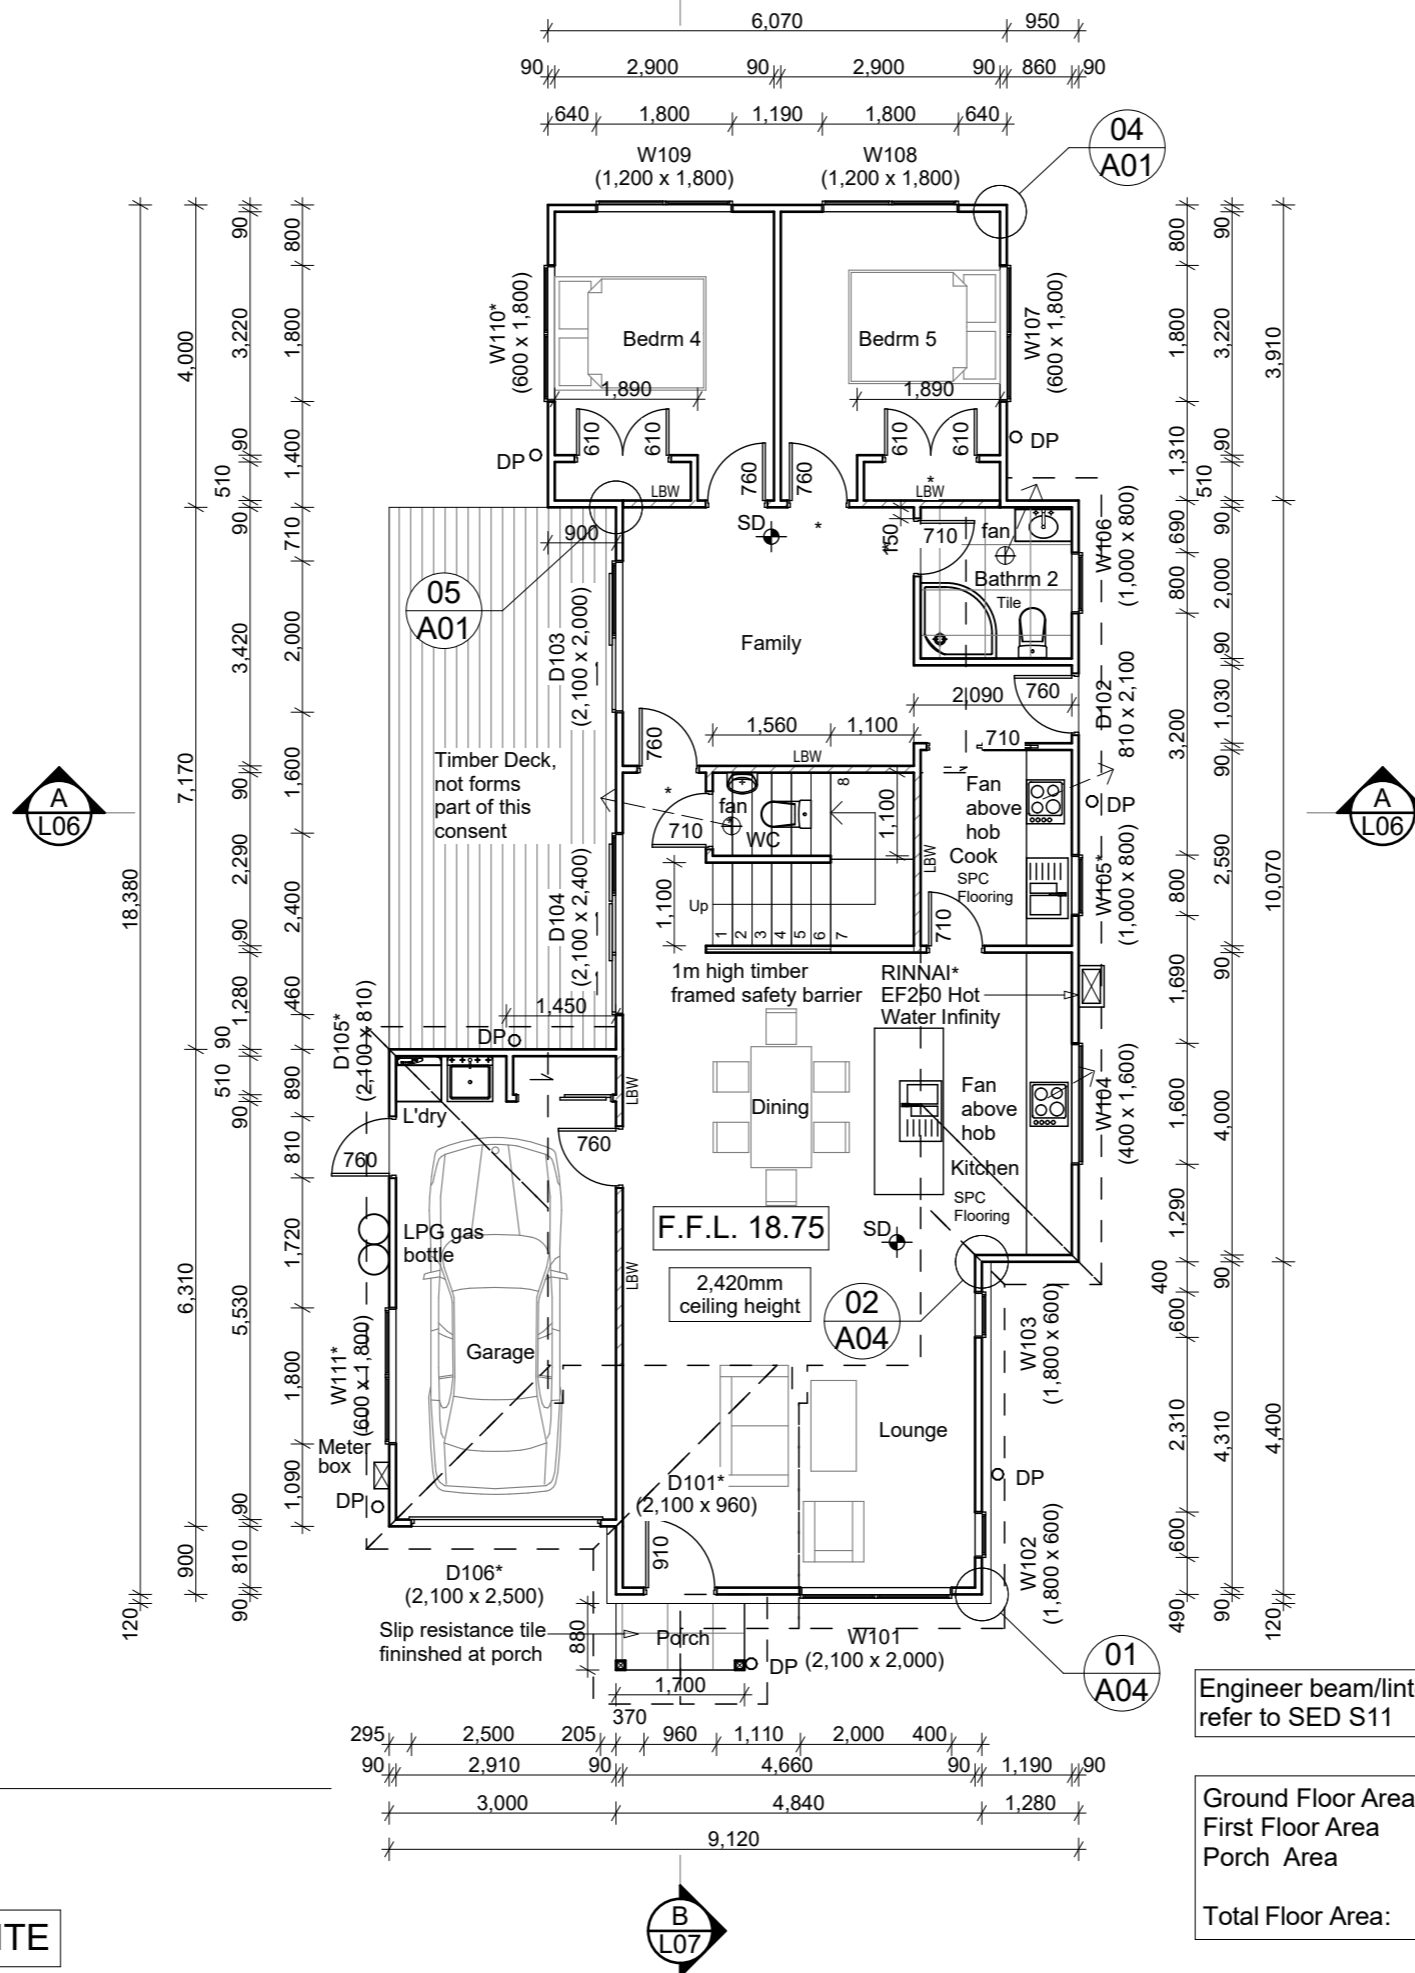 6,070 950
90 2,900 90 2,900 90 860 90
640 1,800 1,190 1,800 640
04
A01
W109
(1,200 x 1,800)
W108
(1,200 x 1,800)
18,380
120
4,000
7,170
6,310
900
90
3,220
90
510
90
3,420
90
2,290
90
1,280
90
510
90
5,530
90
810
90
800
1,800
1,400
710
2,000
1,600
2,400
460
890
810
1,720
1,800
1,090
W110*
(600 x 1,800)
Bedrm 4
1,890
610
610
760
DP
LBW
Bedrm 5
1,890
610
610
760
*
LBW
W107
(600 x 1,800)
DP
800
1,800
1,310
690
800
3,200
800
1,690
1,600
1,290
400
600
2,310
600
490
90
3,220
90
510
90
2,000
90
1,030
90
2,590
90
4,000
90
4,310
90
3,910
10,070
4,400
120
900
SD
*
150
710
fan
Bathrm 2
Tile
W106
(1,000 x 800)
05
A01
D103
(2,100 x 2,000)
Family
2,090
760
D102
810 x 2,100
1,560 1,100
710
LBW
760
Timber Deck,
not forms
part of this
consent
*
fan
WC
710
8
1,100
LBW
Fan
above
hob
Cook
SPC
Flooring
DP
W105*
(1,000 x 800)
A
L06
A
L06
D104
(2,100 x 2,400)
1,100
Up
1 2 3 4 5 6 7
710
1m high timber
framed safety barrier
RINNAI*
EF250 Hot
Water Infinity
1,450
DP
D105*
(2,100 x 810)
L'dry
760
760
LBW
Dining
Fan
above
hob
Kitchen
SPC
Flooring
W104
(400 x 1,600)
LPG gas
bottle
F.F.L. 18.75
SD
2,420mm
ceiling height
LBW
02
A04
W103
(1,800 x 600)
Garage
W111*
(600 x 1,800)
Meter
box
DP
Lounge
D101*
(2,100 x 960)
910
DP
W102
(1,800 x 600)
D106*
(2,100 x 2,500)
Slip resistance tile
fininshed at porch
880
Porch
DP
W101
(2,100 x 2,000)
1,700
01
A04
Engineer beam/lint
refer to SED S11
370
295 2,500 205 960 1,110 2,000 400
90 2,910 90 4,660 90 1,190 90
3,000 4,840 1,280
9,120
Ground Floor Area
First Floor Area
Porch Area
Total Floor Area:
B
L07
ITE